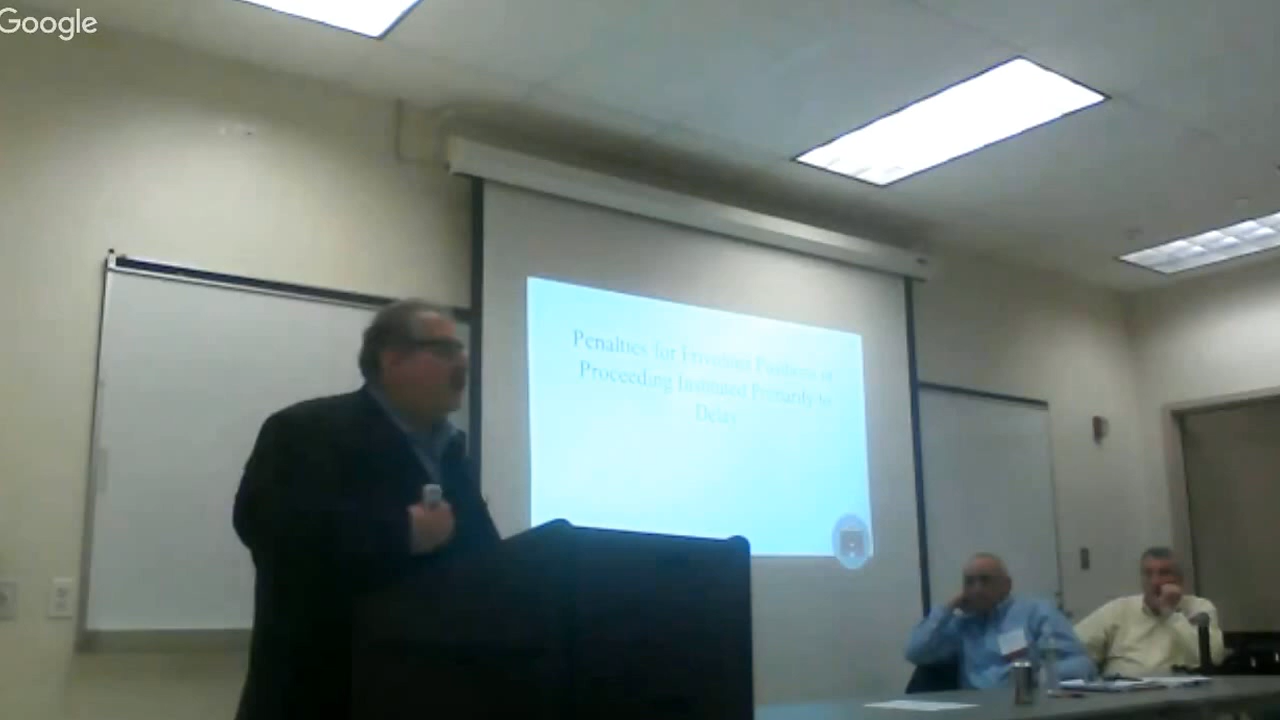 Google
Penalties for Frivolous Positions or
Proceeding Instituted Primarily to
Delay